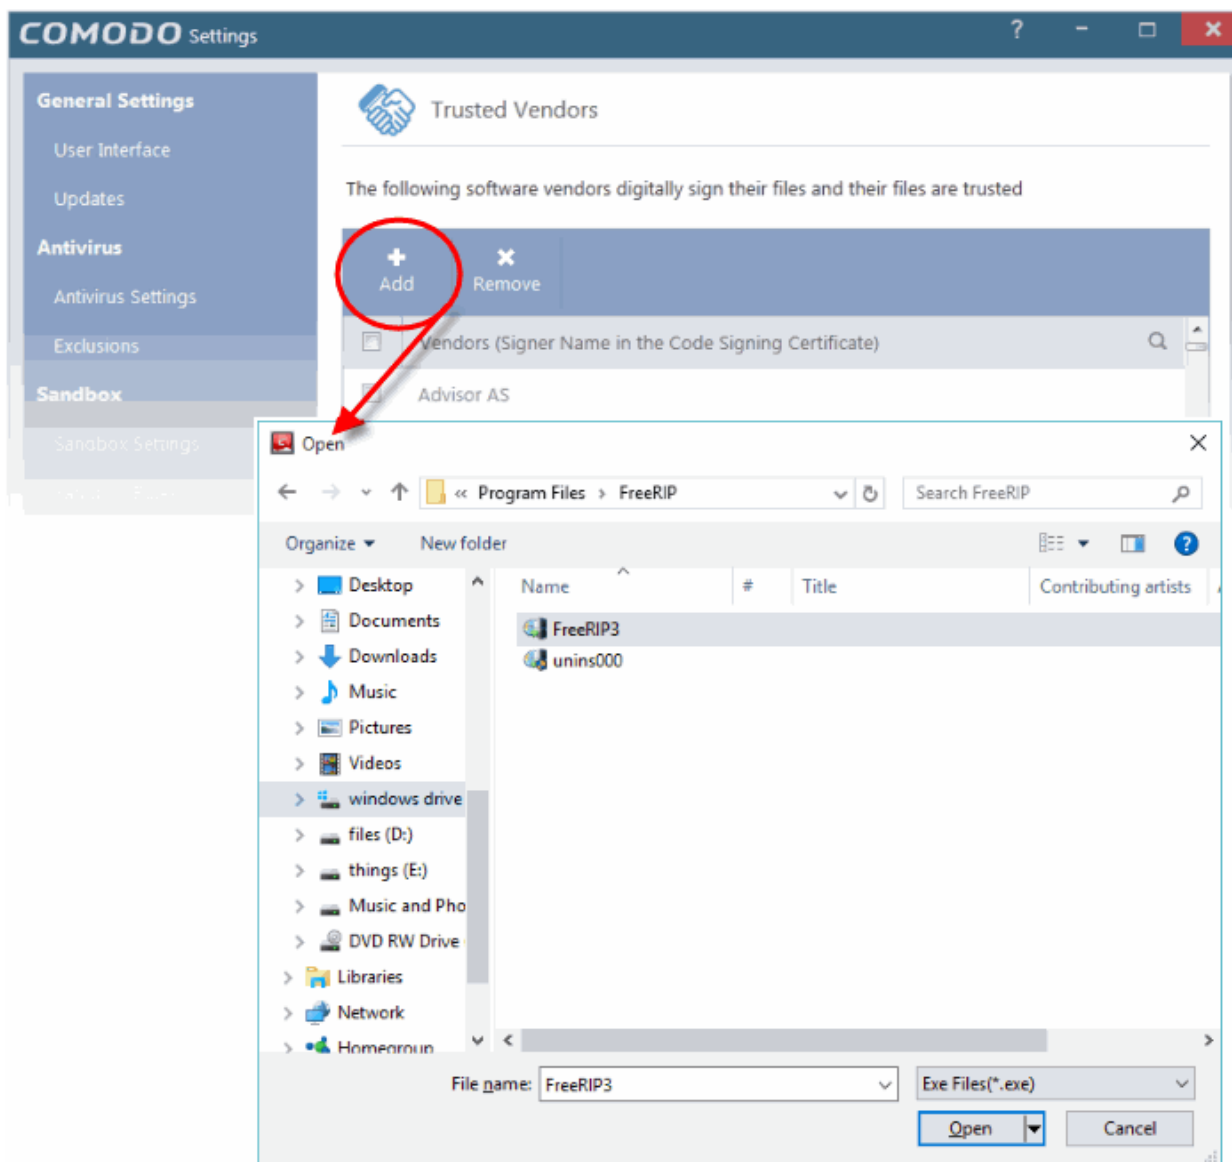 COMODO Settings
?
General Settings
User Interface
Updates
Antivirus
Antivirus Settings
Exclusions
Sandbox
Sandbox Settings
Trusted Vendors
The following software vendors digitally sign their files and their files are trusted
Add
Remove
Vendors (Signer Name in the Code Signing Certificate)
Advisor AS
Open
« Program Files > FreeRIP
Search FreeRIP
Organize
New folder
?
Desktop
Documents
Downloads
Music
Pictures
Videos
windows drive
files (D:)
things (E:)
Music and Pho
DVD RW Drive
Libraries
Network
Homegroup
Name
#
Title
Contributing artists
FreeRIP3
unins000
File name: FreeRIP3
Exe Files(*.exe)
Open
Cancel